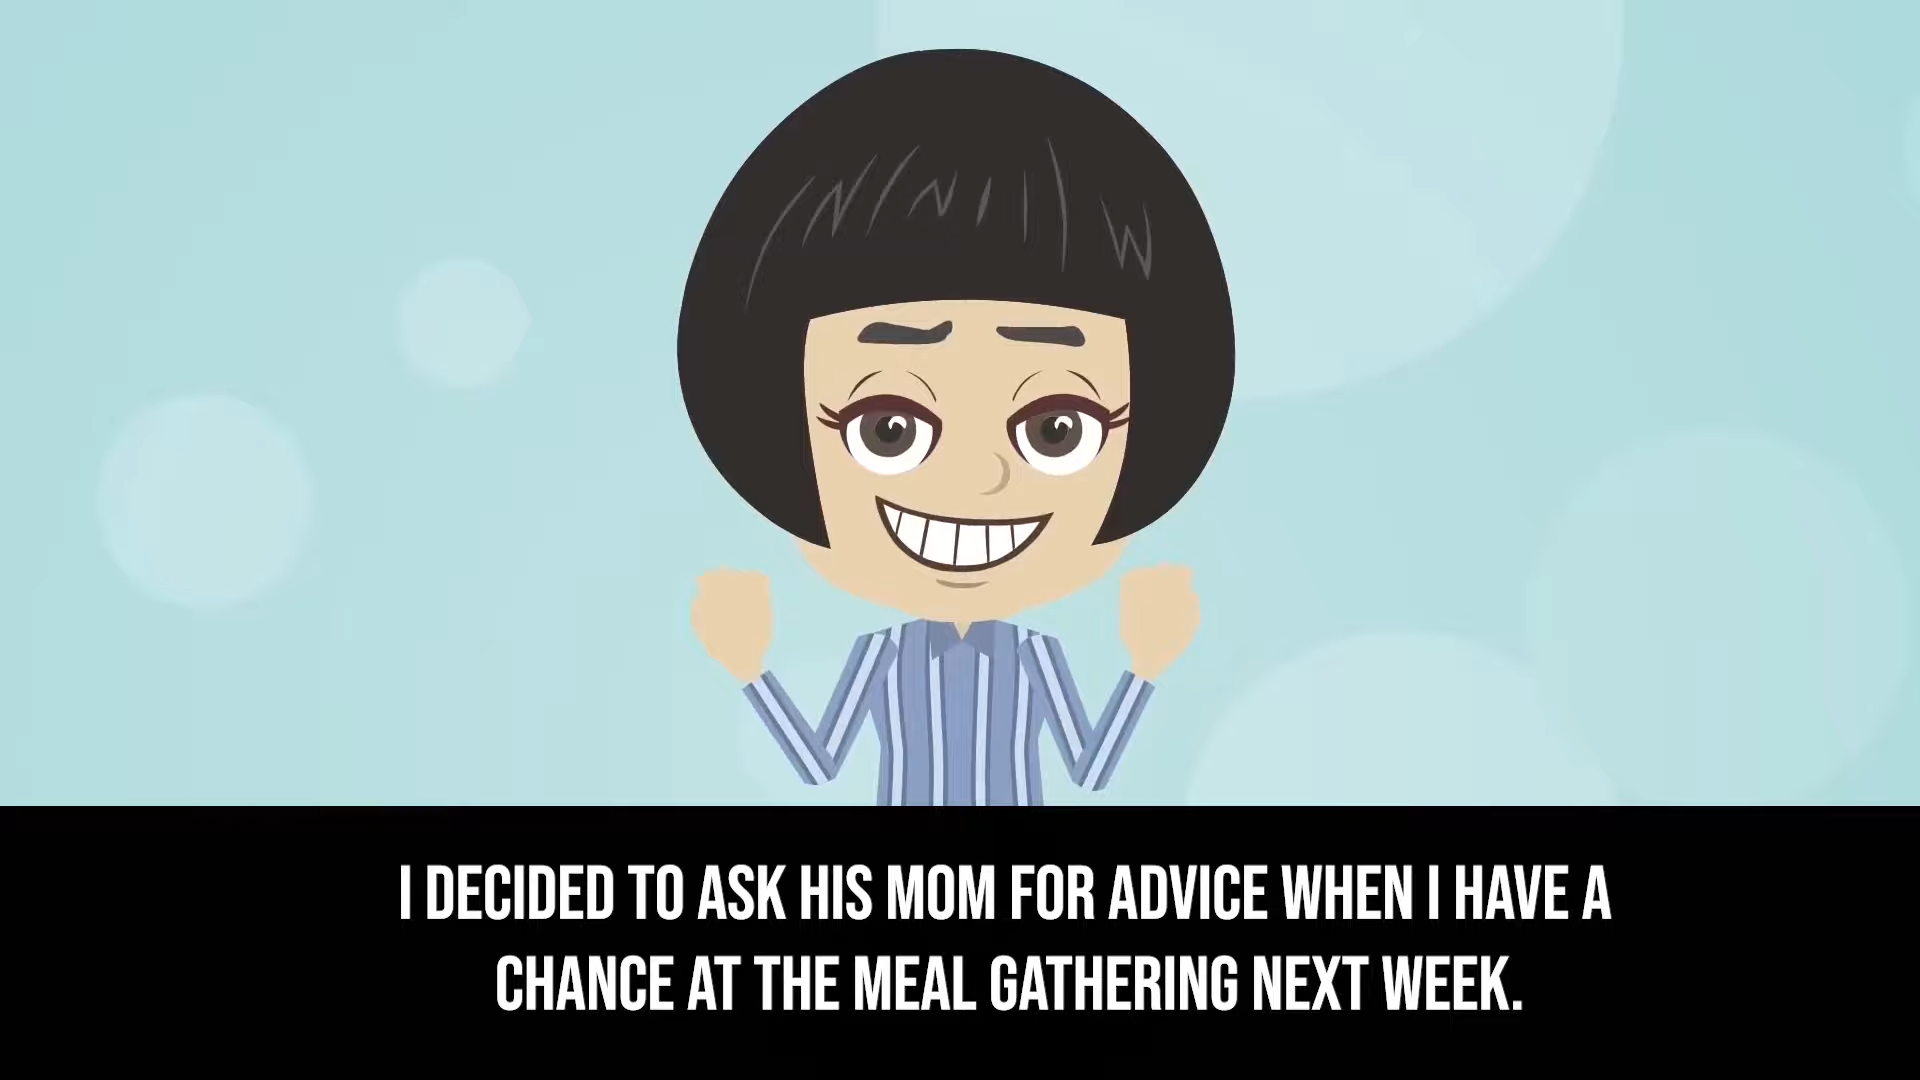 I DECIDED TO ASK HIS MOM FOR ADVICE WHEN I HAVE A
CHANCE AT THE MEAL GATHERING NEXT WEEK.